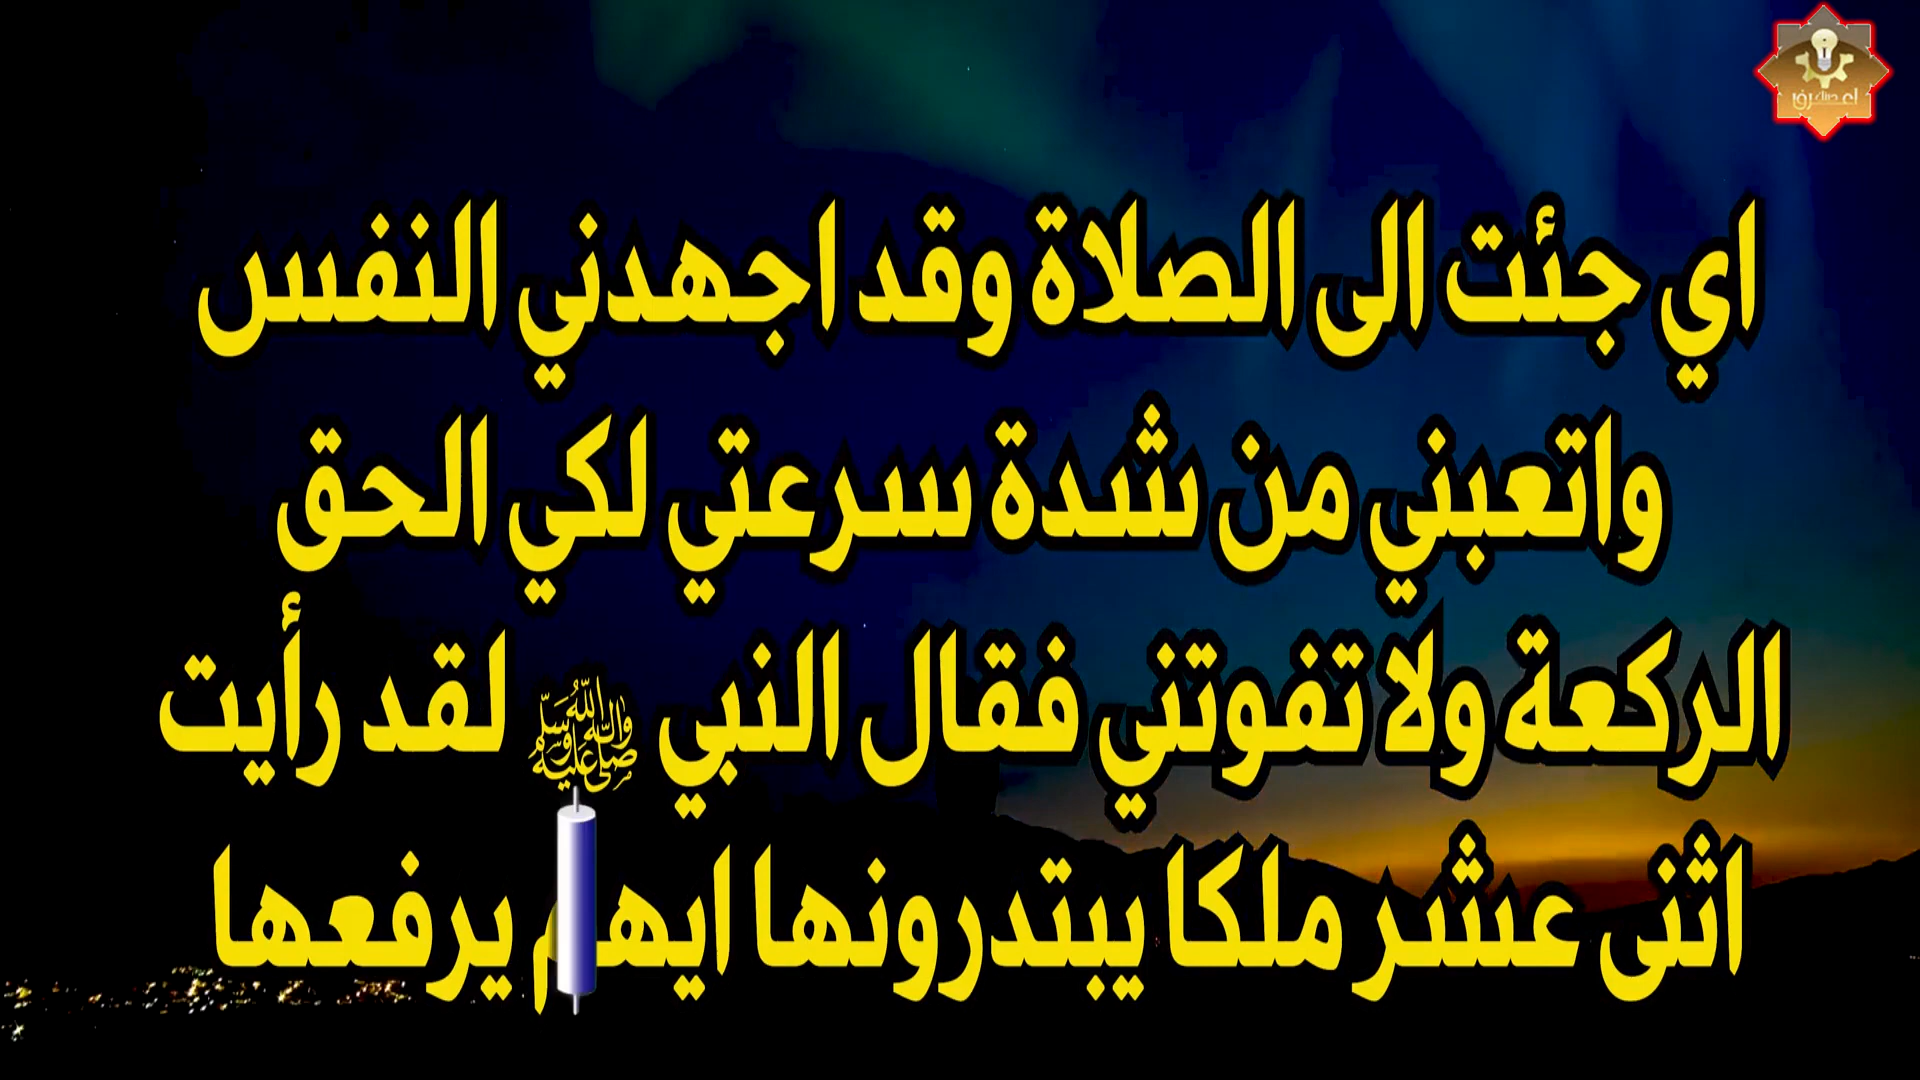 اي جئت الى الصلاة وقد اجهدني النفس
واتعبني من شدة سرعتي لكي الحق
الركعة ولا تفوتني فقال النبي ﷺ لقد رأيت
اثنى عشر ملكا يبتدرونها ايهم يرفعها